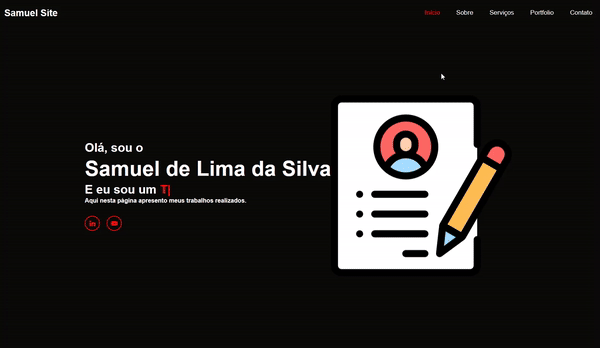 Samuel Site
Início Sobre Serviços Portfolio Contato
Olá, sou o
Samuel de Lima da Silva
E eu sou um T|
Aqui nesta página apresento meus trabalhos realizados.
in